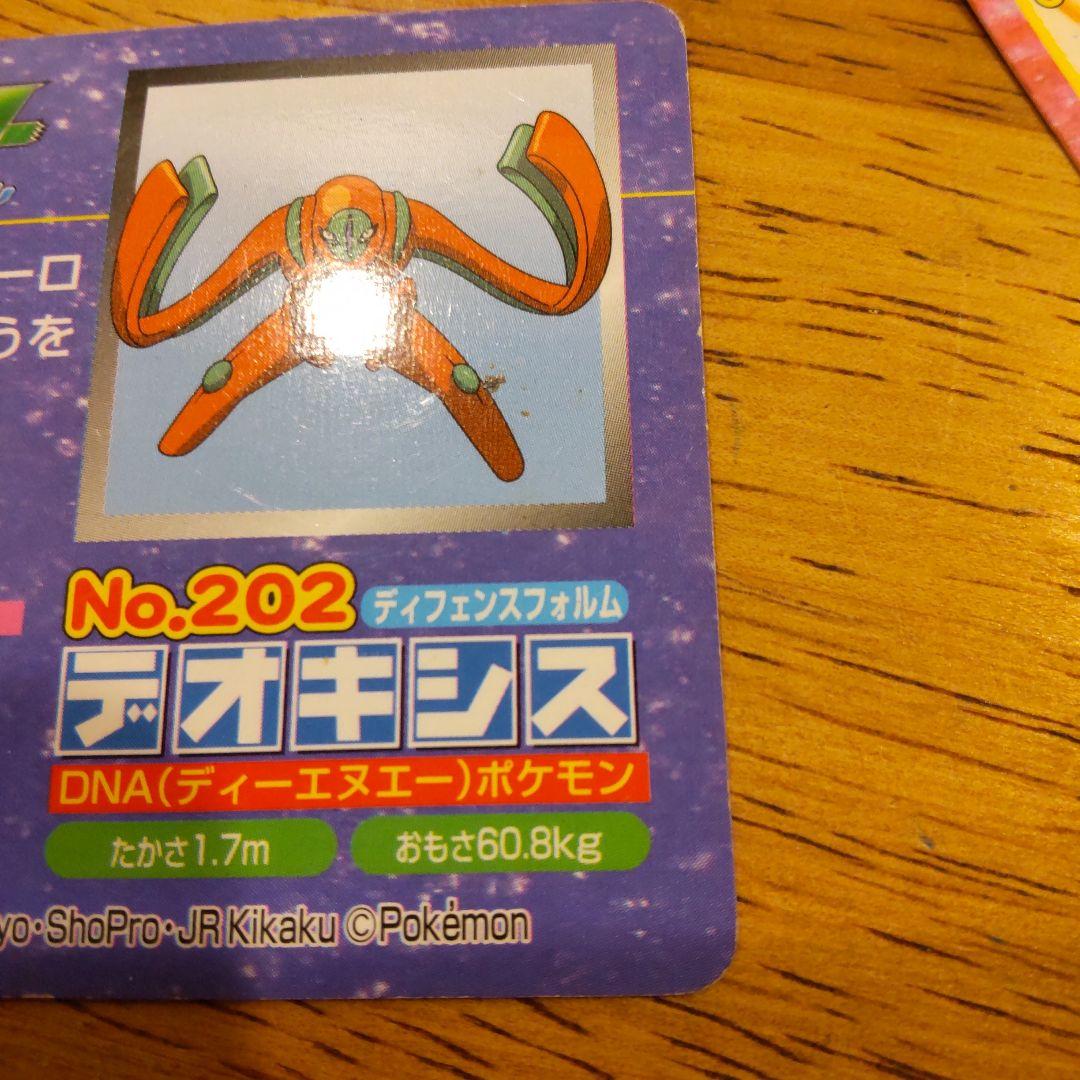 ーロ
うを
No.202 ディフェンスフォルム
デオキシス
DNA(ディーエヌエー)ポケモン
たかさ1.7m おもさ60.8kg
yo・ShoPro・JR Kikaku ©Pokémon